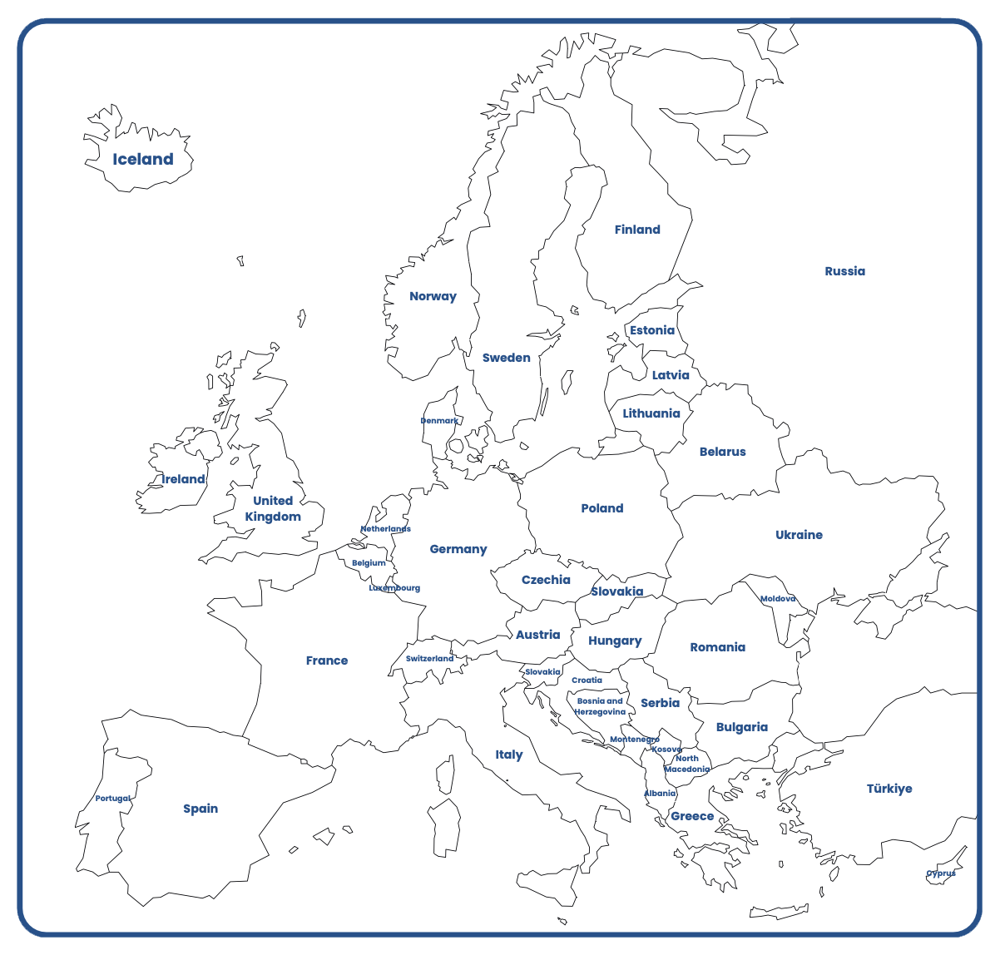 Iceland
Finland
Russia
Norway
Estonia
Sweden
Latvia
Lithuania
Denmark
Belarus
Ireland
United
Kingdom
Poland
Netherlands
Ukraine
Germany
Belgium
Czechia
Luxembourg
Slovakia
Moldova
Austria
Hungary
Romania
Switzerland
France
Slovakia
Croatia
Bosnia and
Herzegovina
Serbia
Bulgaria
Montenegro
Kosovo
Italy
North
Macedonia
Türkiye
Albania
Portugal
Spain
Greece
Cyprus